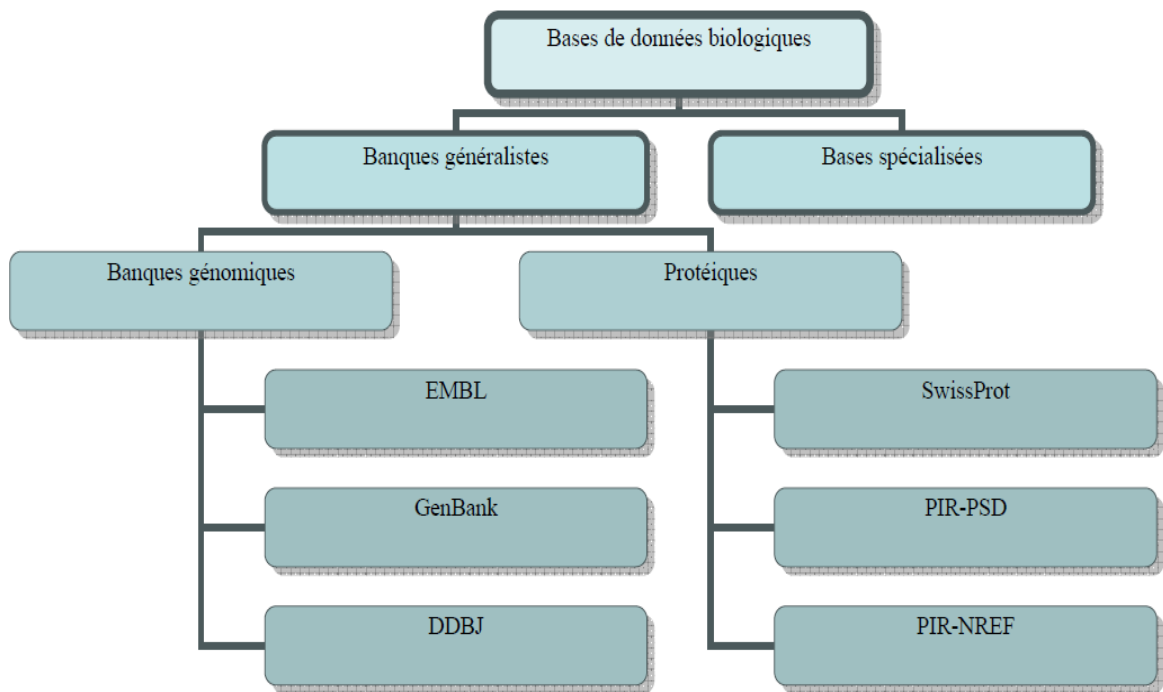 Bases de données biologiques
Banques généralistes
Bases spécialisées
Banques génomiques
Protéiques
EMBL
SwissProt
GenBank
PIR-PSD
DDBJ
PIR-NREF